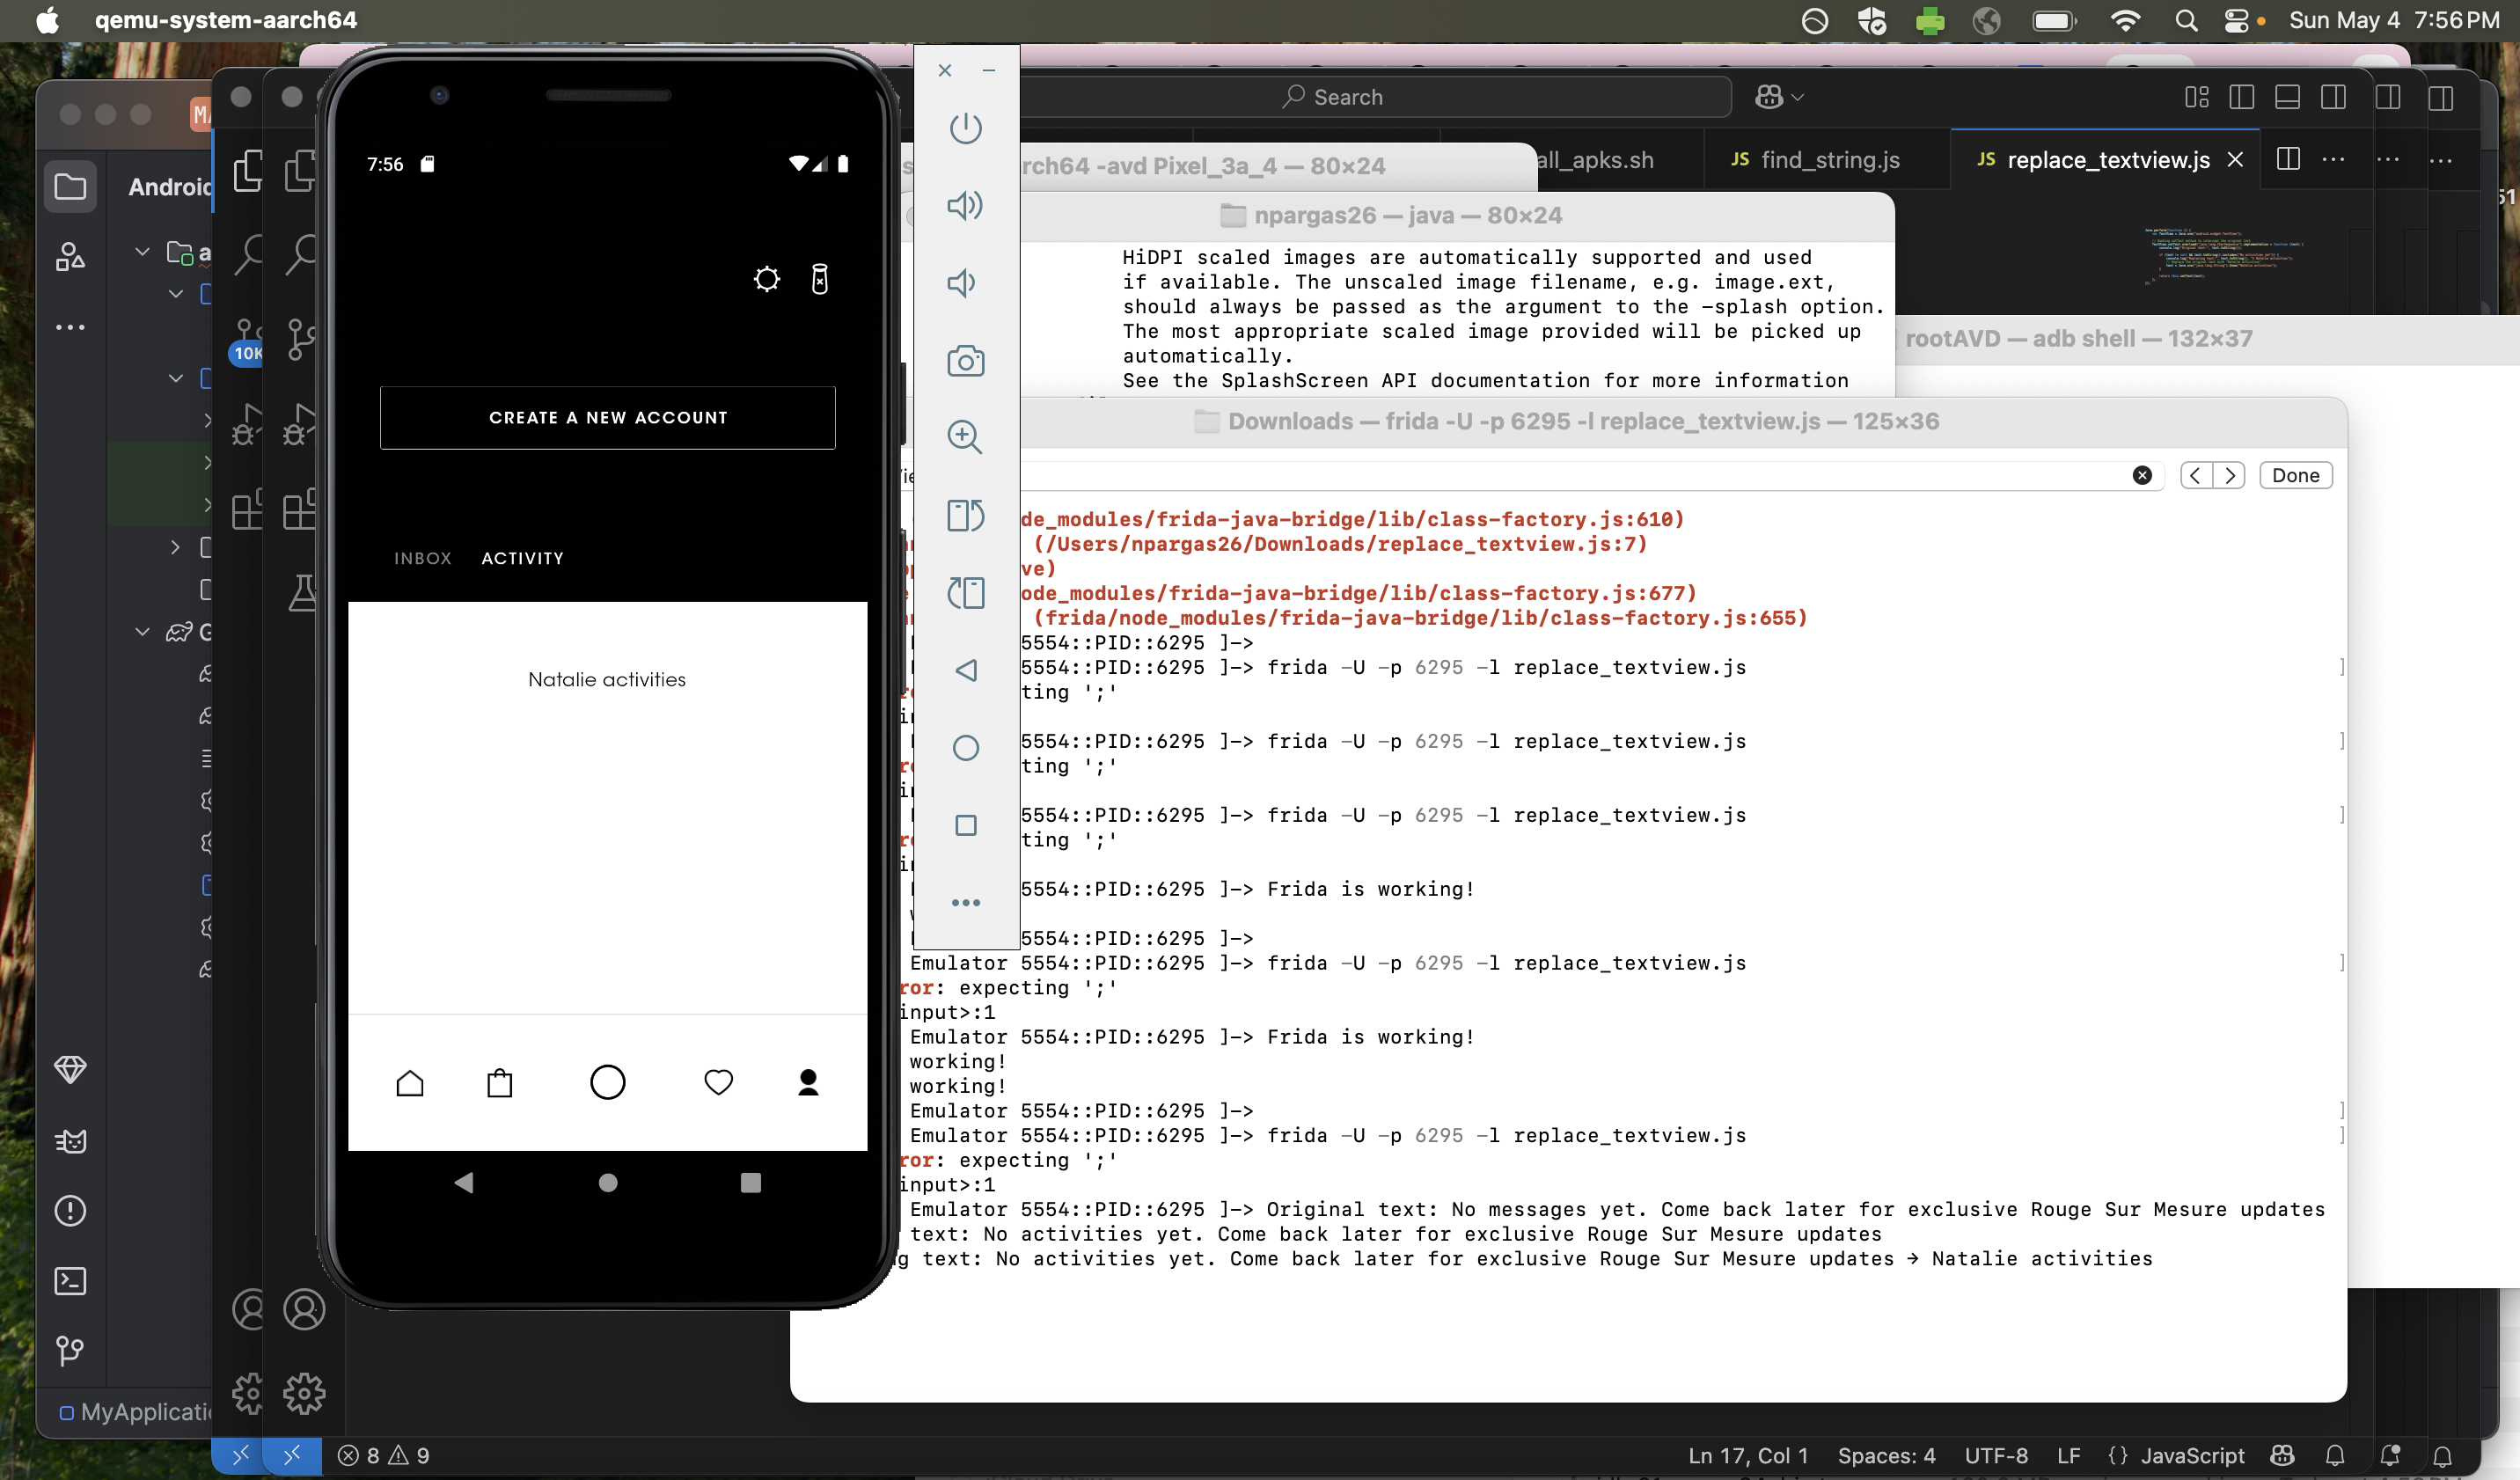 qemu-system-aarch64
Sun May 4 7:56 PM
Search
all_apks.sh
JS find_string.js
JS replace_textview.js
rch64 -avd Pixel_3a_4 — 80×24
npargas26 — java — 80×24
HiDPI scaled images are automatically supported and used
if available. The unscaled image filename, e.g. image.ext,
should always be passed as the argument to the -splash option.
The most appropriate scaled image provided will be picked up
automatically.
See the SplashScreen API documentation for more information
rootAVD — adb shell — 132×37
Downloads — frida -U -p 6295 -l replace_textview.js — 125×36
Done
de_modules/frida-java-bridge/lib/class-factory.js:610)
(/Users/npargas26/Downloads/replace_textview.js:7)
ve)
ode_modules/frida-java-bridge/lib/class-factory.js:677)
(frida/node_modules/frida-java-bridge/lib/class-factory.js:655)
5554::PID::6295 ]->
5554::PID::6295 ]-> frida -U -p 6295 -l replace_textview.js
ting ';'
5554::PID::6295 ]-> frida -U -p 6295 -l replace_textview.js
ting ';'
5554::PID::6295 ]-> frida -U -p 6295 -l replace_textview.js
ting ';'
5554::PID::6295 ]-> Frida is working!
5554::PID::6295 ]->
Emulator 5554::PID::6295 ]-> frida -U -p 6295 -l replace_textview.js
ror: expecting ';'
input>:1
Emulator 5554::PID::6295 ]-> Frida is working!
working!
working!
Emulator 5554::PID::6295 ]->
Emulator 5554::PID::6295 ]-> frida -U -p 6295 -l replace_textview.js
ror: expecting ';'
input>:1
Emulator 5554::PID::6295 ]-> Original text: No messages yet. Come back later for exclusive Rouge Sur Mesure updates
text: No activities yet. Come back later for exclusive Rouge Sur Mesure updates
g text: No activities yet. Come back later for exclusive Rouge Sur Mesure updates → Natalie activities
7:56
CREATE A NEW ACCOUNT
INBOX ACTIVITY
Natalie activities
Android
10K
MyApplicati
8 9
Ln 17, Col 1 Spaces: 4 UTF-8 LF {} JavaScript